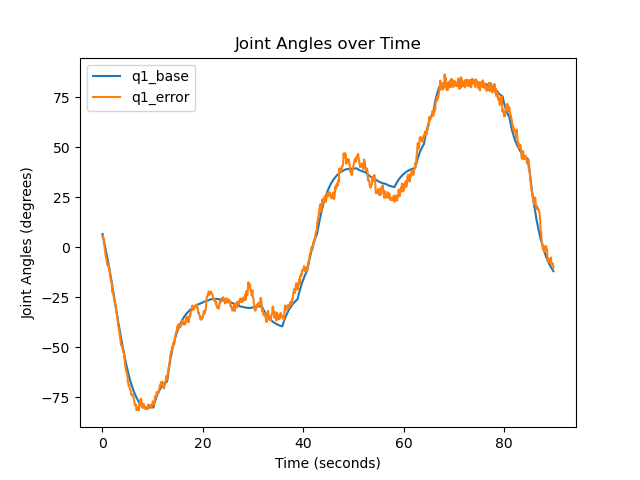 Joint Angles over Time
q1_base
q1_error
Joint Angles (degrees)
75
50
25
0
−25
−50
−75
0 20 40 60 80
Time (seconds)